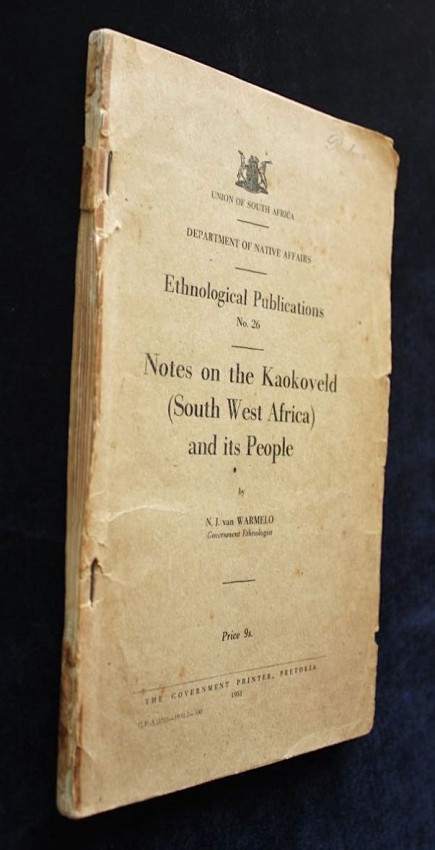 UNION OF SOUTH AFRICA
DEPARTMENT OF NATIVE AFFAIRS
Ethnological Publications
No. 26
Notes on the Kaokoveld
(South West Africa)
and its People
by
N. J. van WARMELO
Government Ethnologist
Price 9s.
THE GOVERNMENT PRINTER, PRETORIA
1951